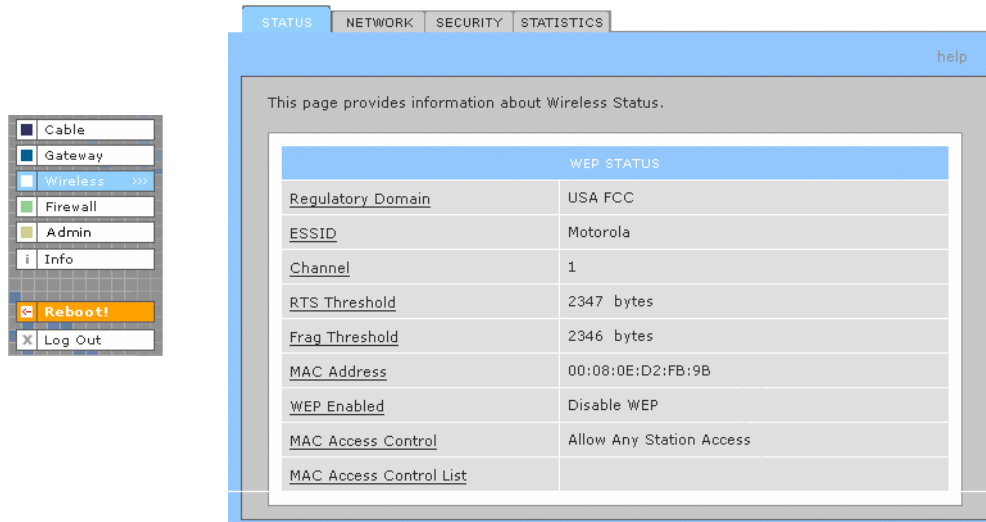 STATUS NETWORK SECURITY STATISTICS
help
This page provides information about Wireless Status.
Cable
Gateway
Wireless >>>
Firewall
Admin
i Info
Reboot!
X Log Out
WEP STATUS
Regulatory Domain USA FCC
ESSID Motorola
Channel 1
RTS Threshold 2347 bytes
Frag Threshold 2346 bytes
MAC Address 00:08:0E:D2:FB:9B
WEP Enabled Disable WEP
MAC Access Control Allow Any Station Access
MAC Access Control List